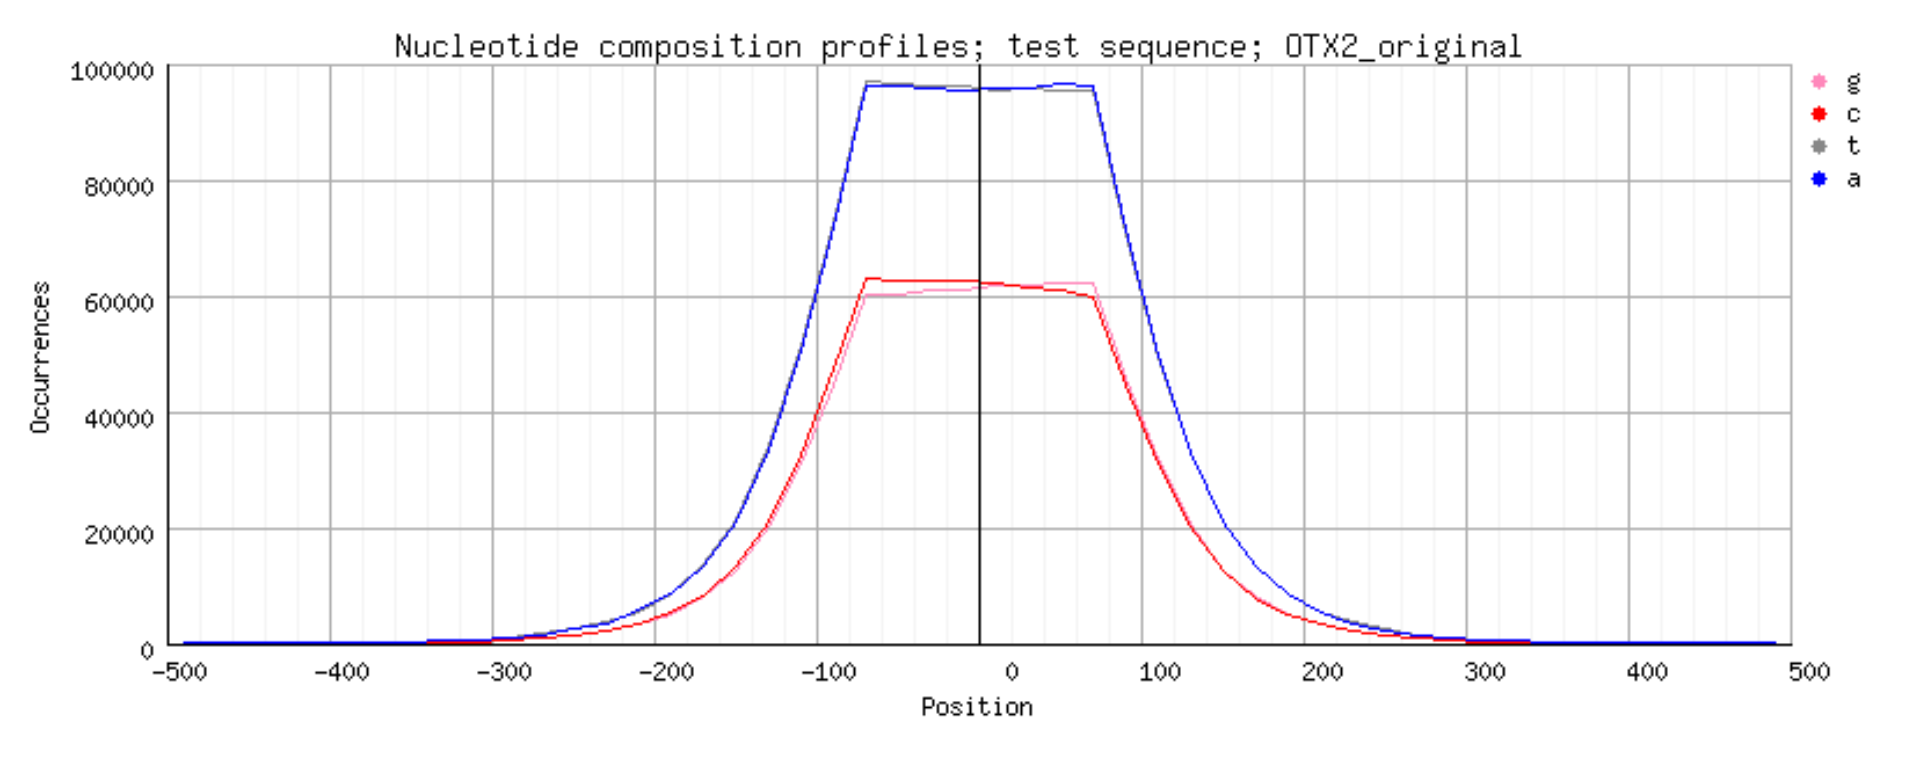 Nucleotide composition profiles; test sequence; OTX2_original
100000
80000
60000
40000
20000
0
Occurrences
-500 -400 -300 -200 -100 0 100 200 300 400 500
Position
g
c
t
a